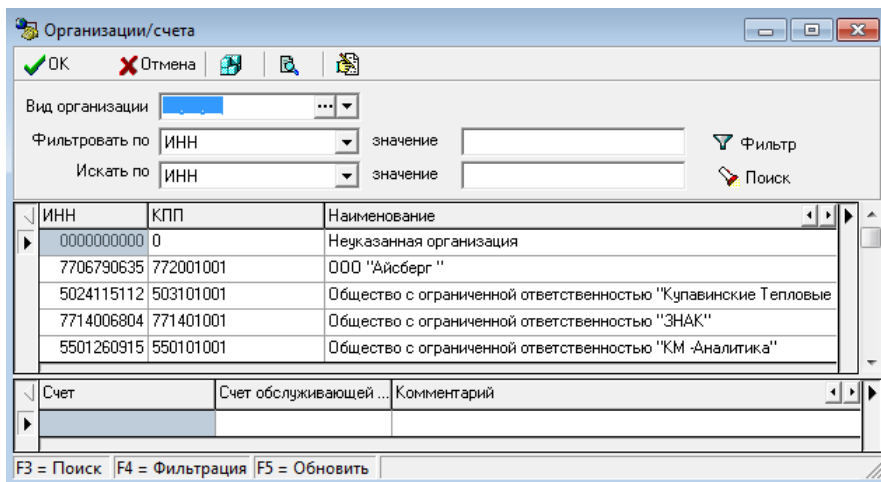 Организации/счета
OK Отмена
Вид организации
Фильтровать по ИНН значение Фильтр
Искать по ИНН значение Поиск
ИНН КПП Наименование
0000000000 0 Неуказанная организация
7706790635 772001001 ООО "Айсберг "
5024115112 503101001 Общество с ограниченной ответственностью "Купавинские Тепловые
7714006804 771401001 Общество с ограниченной ответственностью "ЗНАК"
5501260915 550101001 Общество с ограниченной ответственностью "КМ -Аналитика"
Счет Счет обслуживающей ... Комментарий
F3 = Поиск F4 = Фильтрация F5 = Обновить